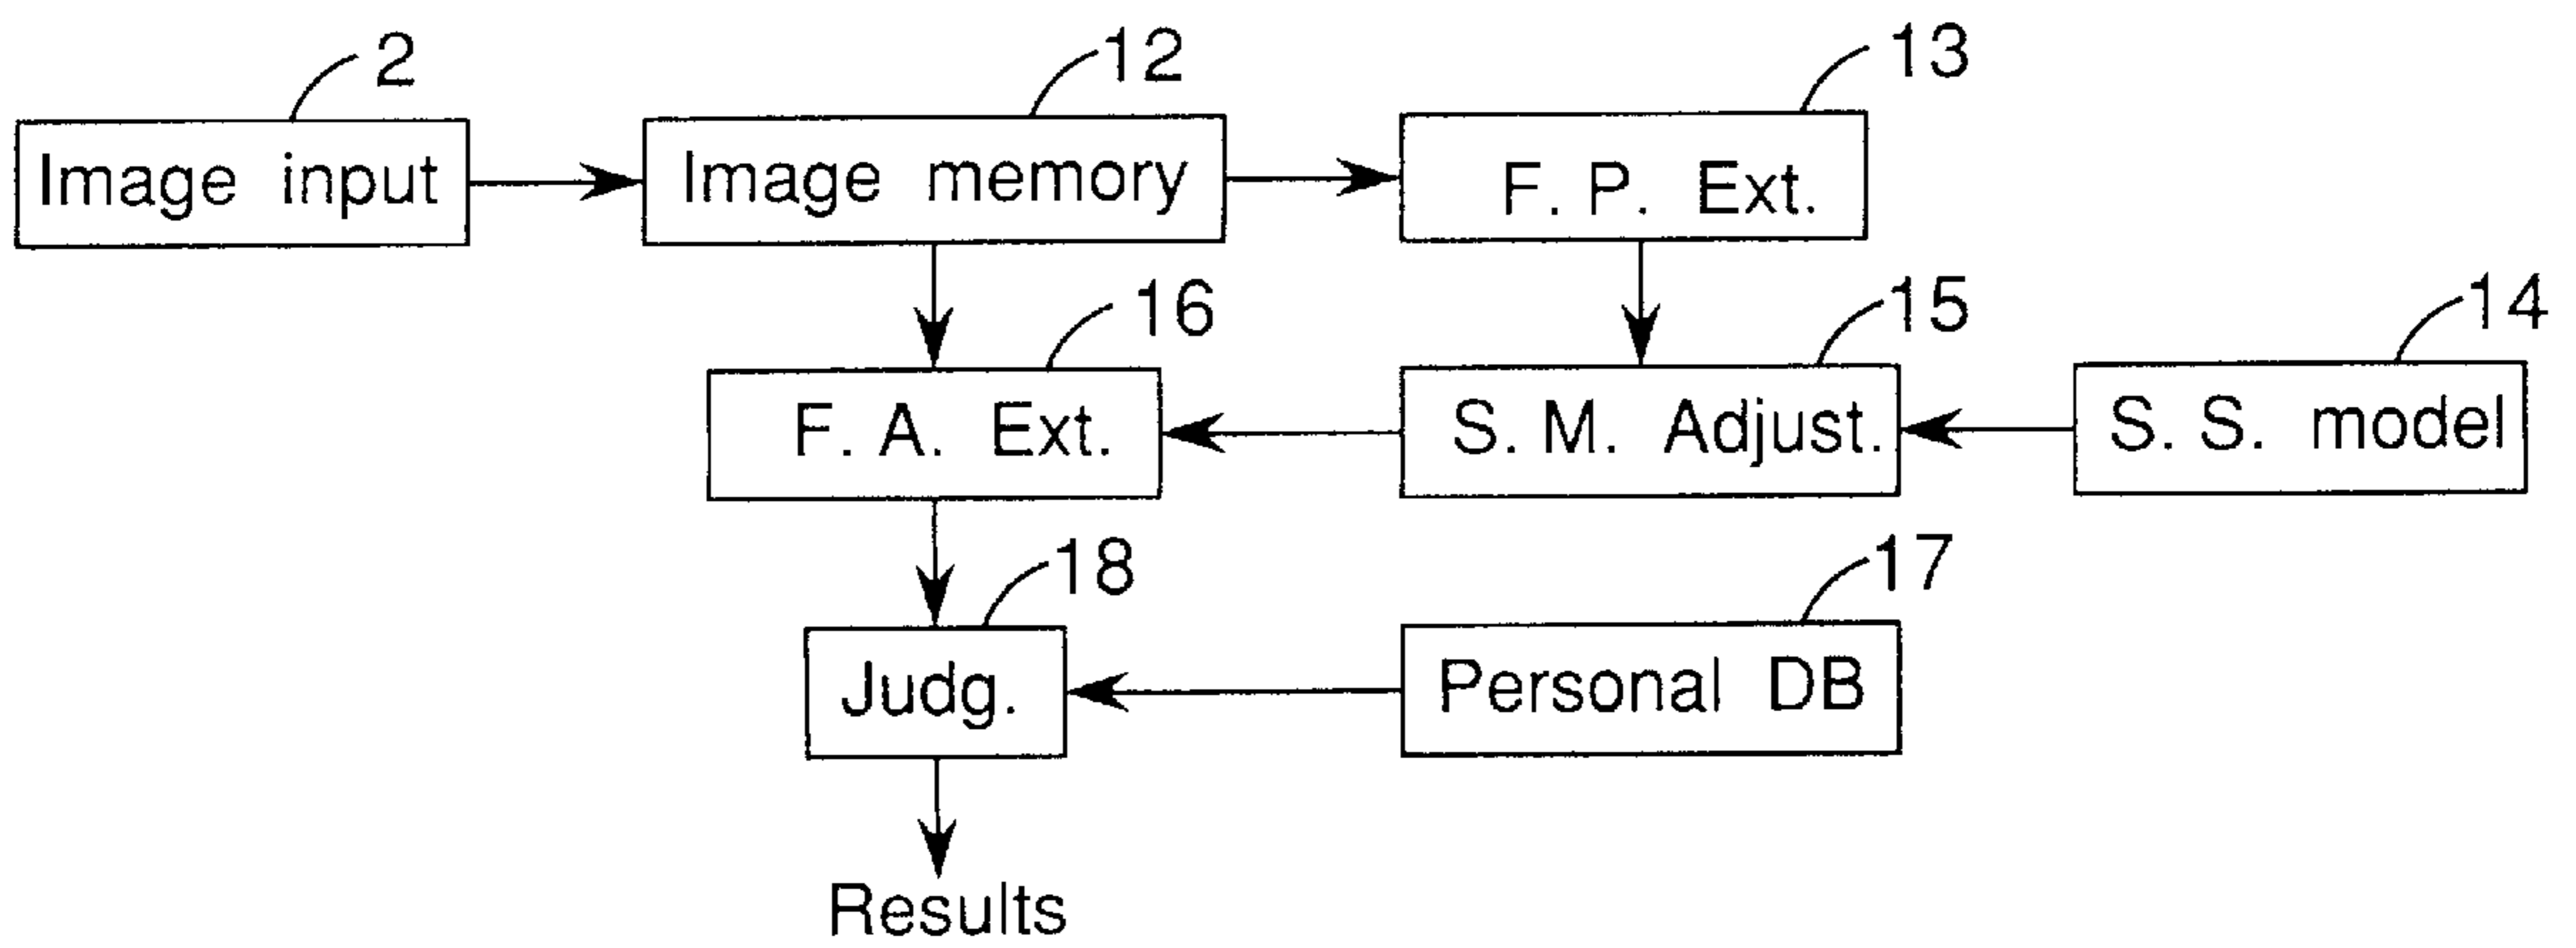 2
12
13
Image input
Image memory
F. P. Ext.
16
15
14
F. A. Ext.
S. M. Adjust.
S. S. model
18
17
Judg.
Personal DB
Results